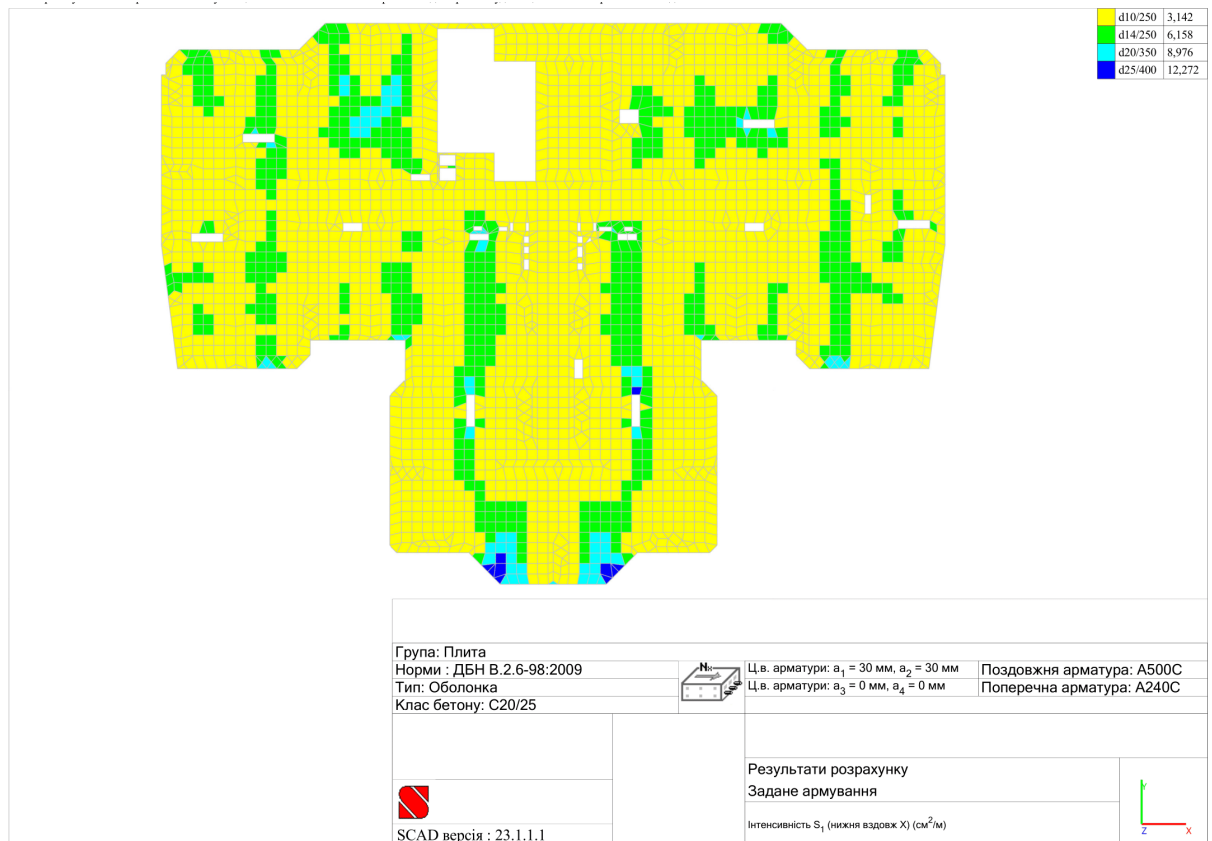 d10/250 3,142
d14/250 6,158
d20/350 8,976
d25/400 12,272
Група: Плита
Норми : ДБН В.2.6-98:2009
Тип: Оболонка
Клас бетону: C20/25
Nx
Ц.в. арматури: a1 = 30 мм, a2 = 30 мм
Ц.в. арматури: a3 = 0 мм, a4 = 0 мм
Поздовжня арматура: A500C
Поперечна арматура: A240C
Результати розрахунку
Задане армування
Інтенсивність S1 (нижня вздовж X) (см²/м)
SCAD версія : 23.1.1.1
Y
Z X